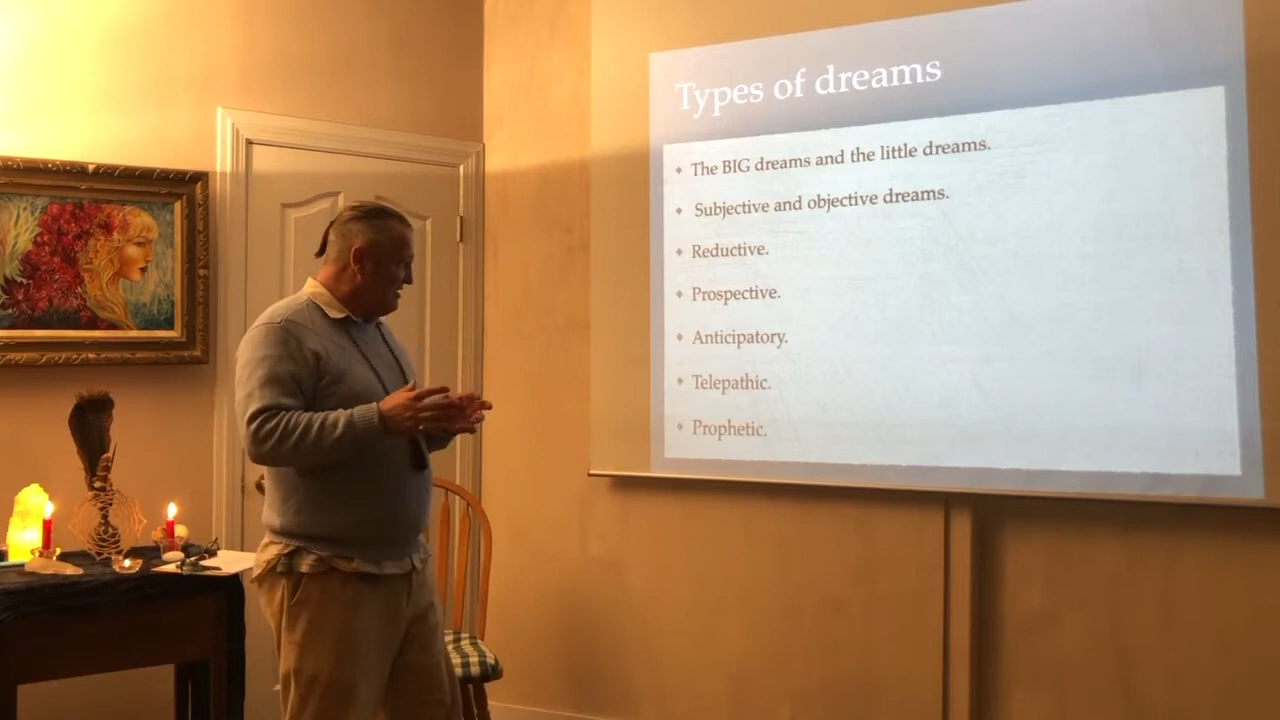 Types of dreams
The BIG dreams and the little dreams.
Subjective and objective dreams.
Reductive.
Prospective.
Anticipatory.
Telepathic.
Prophetic.